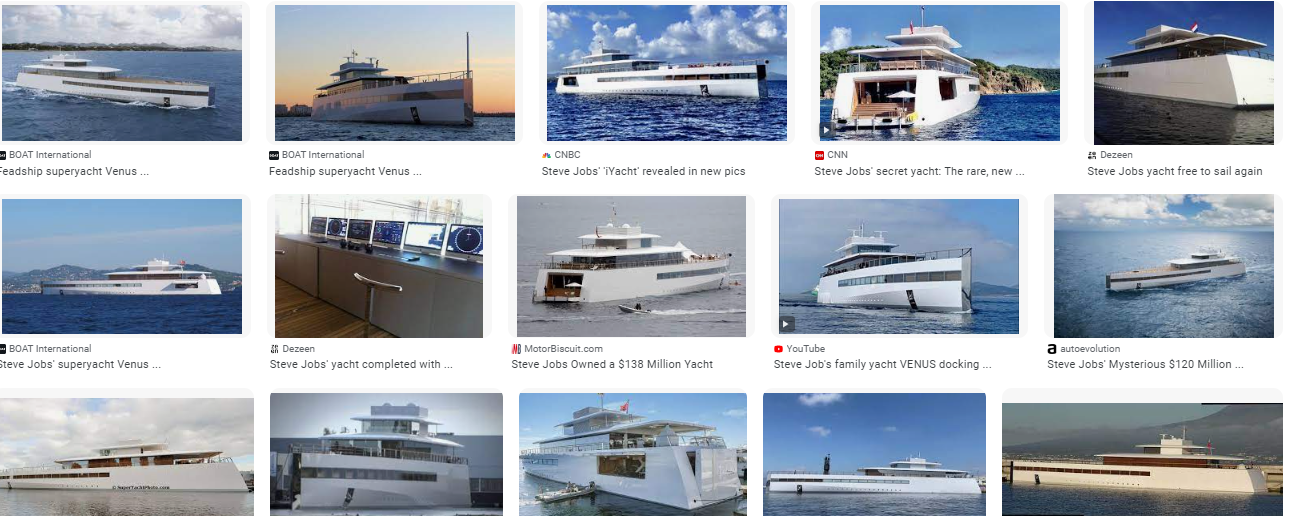 BOAT International
Feadship superyacht Venus ...
BOAT International
Feadship superyacht Venus ...
CNBC
Steve Jobs' 'iYacht' revealed in new pics
CNN
Steve Jobs' secret yacht: The rare, new ...
Dezeen
Steve Jobs yacht free to sail again
BOAT International
Steve Jobs' superyacht Venus ...
Dezeen
Steve Jobs' yacht completed with ...
MotorBiscuit.com
Steve Jobs Owned a $138 Million Yacht
YouTube
Steve Job's family yacht VENUS docking ...
autoevolution
Steve Jobs' Mysterious $120 Million ...
© SuperYachtPhoto.com